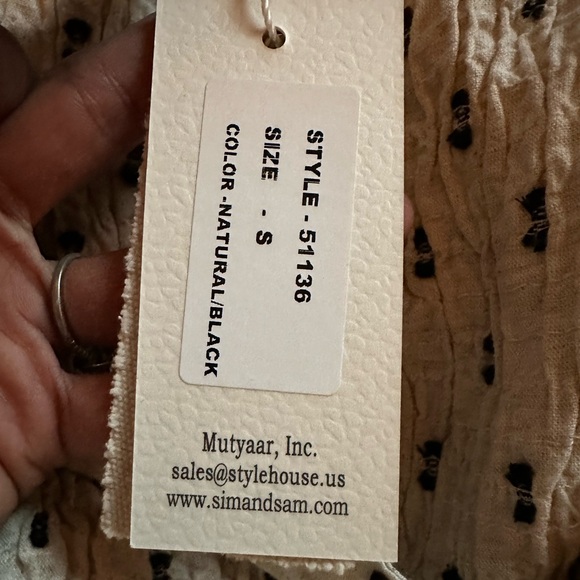 STYLE - 51136
SIZE - S
COLOR -NATURAL/BLACK
Mutyaar, Inc.
sales@stylehouse.us
www.simandsam.com